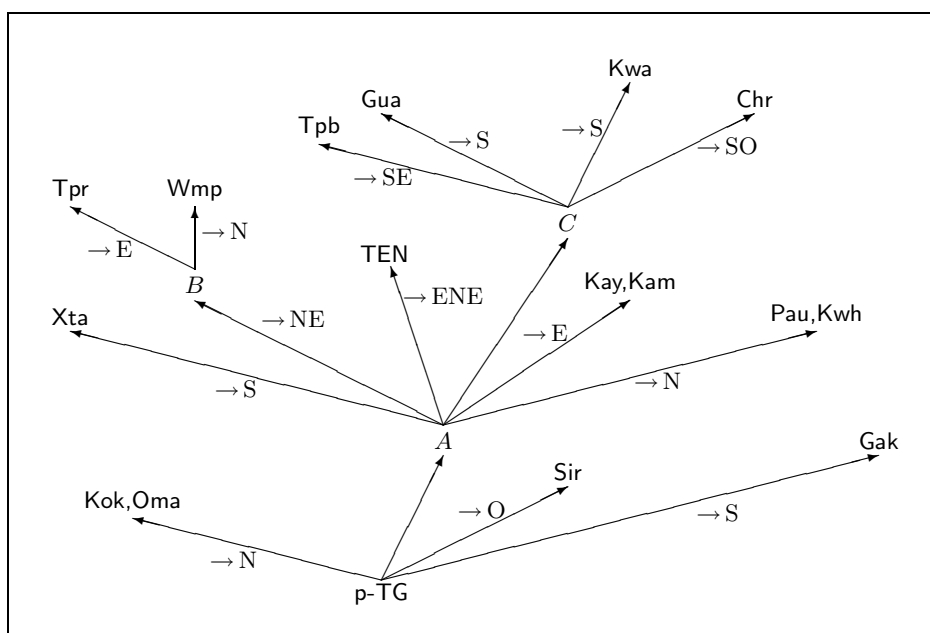 Kwa
Gua
Chr
Tpb
→ S
→ S
→ SO
→ SE
Tpr
Wmp
→ N
→ E
C
TEN
B
Kay,Kam
→ ENE
Xta
→ NE
Pau,Kwh
→ E
→ S
→ N
A
Gak
Sir
Kok,Oma
→ O
→ S
→ N
p-TG